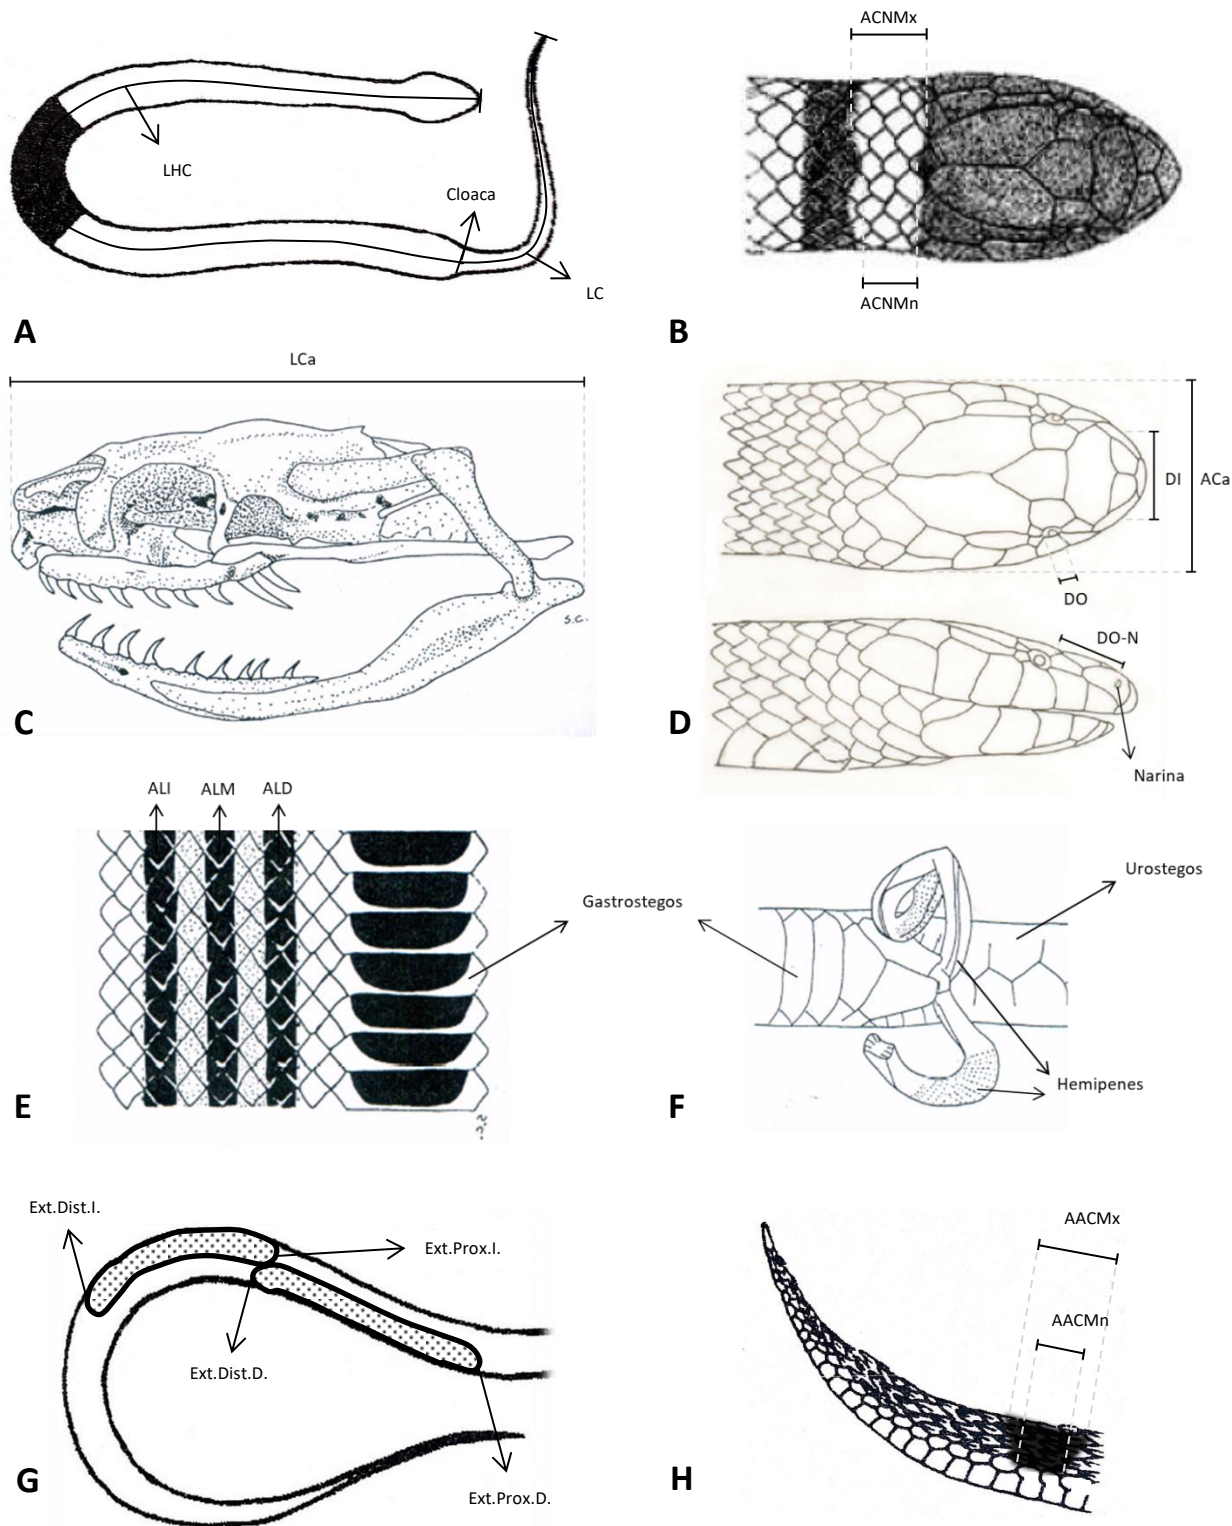 ACNMx
LHC
Cloaca
LC
ACNMn
A
B
LCa
DI
ACa
DO
S.C.
DO-N
C
D
Narina
ALI ALM ALD
Urostegos
Gastrostegos
E
F
Hemipenes
Ext.Dist.I.
Ext.Prox.I.
AACMx
AACMn
Ext.Dist.D.
G
Ext.Prox.D.
H